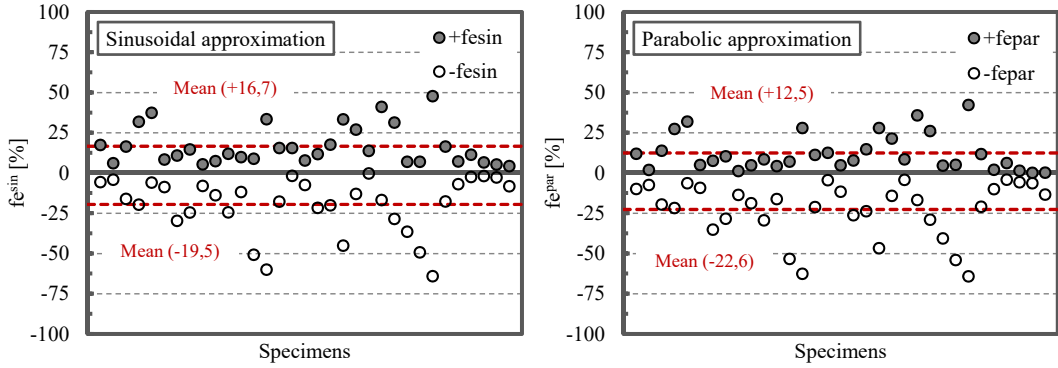 100
75
50
25
0
-25
-50
-75
-100
fe^sin [%]
Sinusoidal approximation
+fesin
-fesin
Mean (+16,7)
Mean (-19,5)
Specimens
100
75
50
25
0
-25
-50
-75
-100
fe^par [%]
Parabolic approximation
+fepar
-fepar
Mean (+12,5)
Mean (-22,6)
Specimens